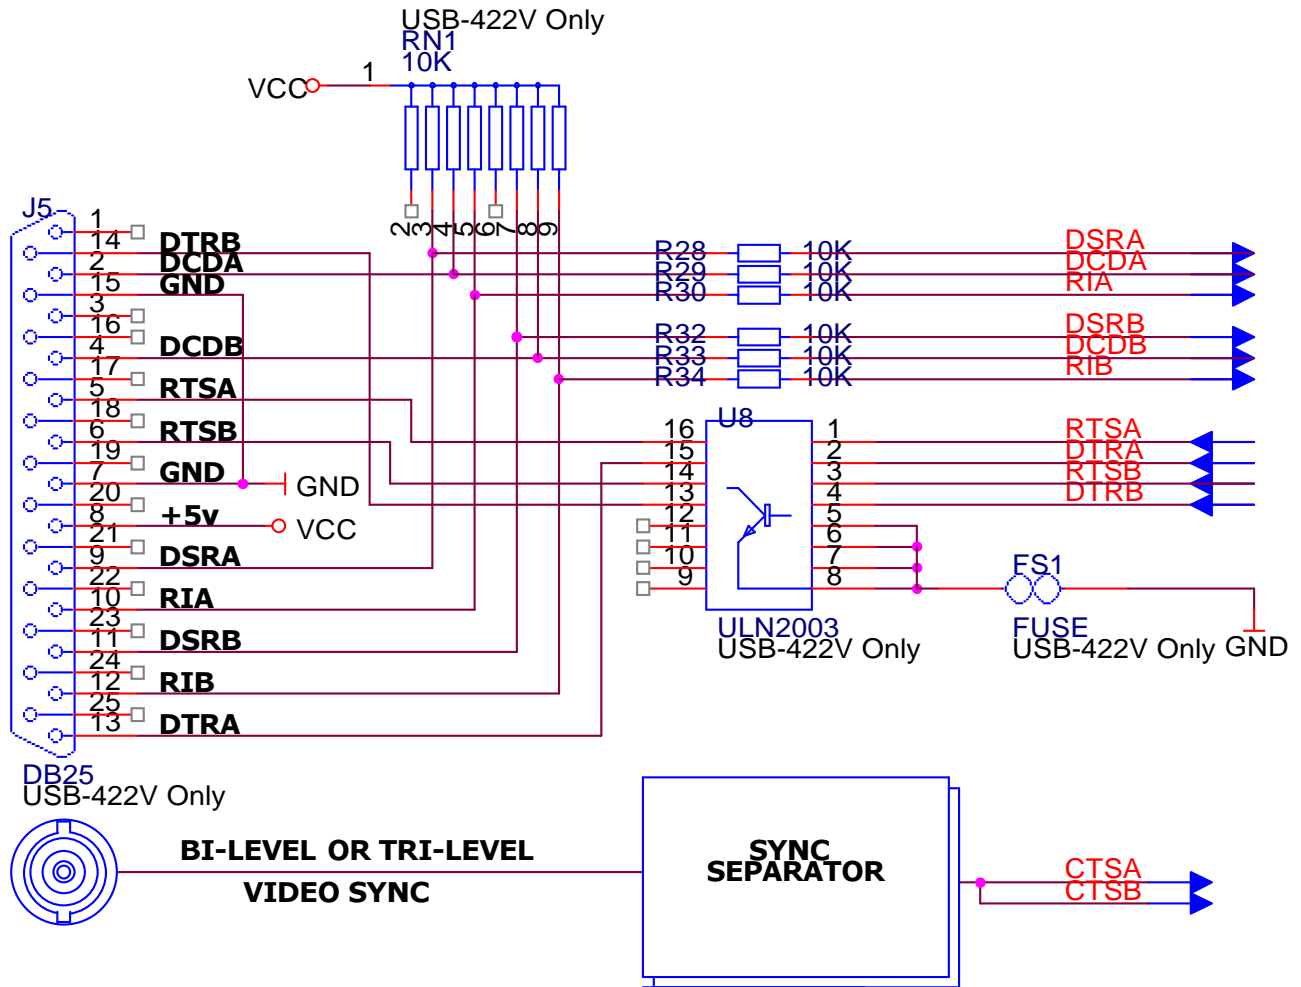 USB-422V Only
RN1
10K
VCC
1
2
3
4
5
6
7
8
9
J5
1
14
DTRB
2
DCDA
15
GND
3
16
4
DCDB
17
5
RTSA
18
6
RTSB
19
7
GND
GND
20
8
+5v
VCC
21
9
DSRA
22
10
RIA
23
11
DSRB
24
12
RIB
25
13
DTRA
DB25
USB-422V Only
R28 10K DSRA
R29 10K DCDA
R30 10K RIA
R32 10K DSRB
R33 10K DCDB
R34 10K RIB
U8
16 1 RTSA
15 2 DTRA
14 3 RTSB
13 4 DTRB
12 5
11 6
10 7
9 8
ULN2003
USB-422V Only
FS1
FUSE
USB-422V Only
GND
BI-LEVEL OR TRI-LEVEL
VIDEO SYNC
SYNC
SEPARATOR
CTSA
CTSB